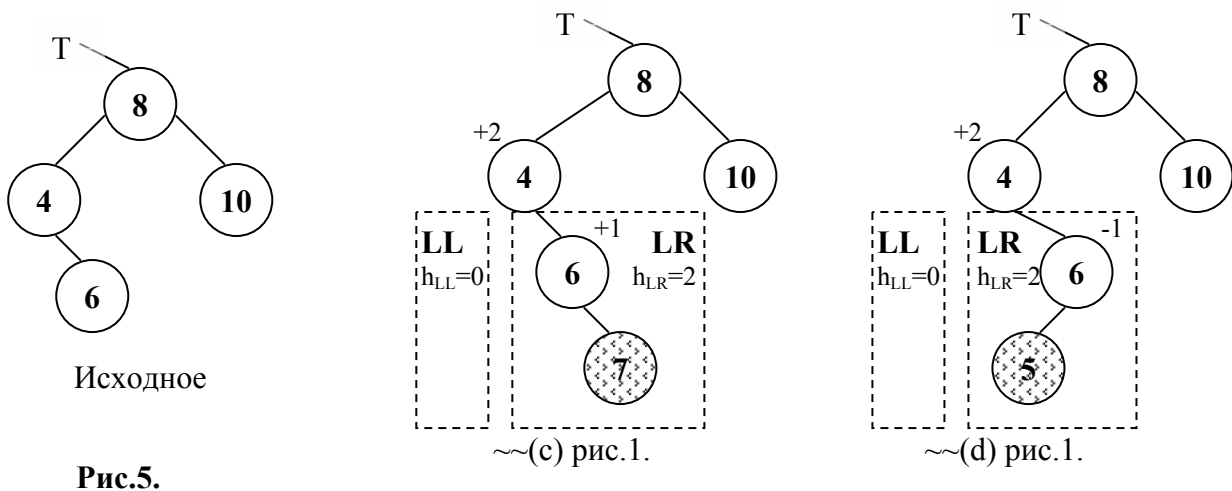 T
8
4
10
6
Исходное
Рис.5.
T
8
+2
4
10
LL
h_LL=0
+1
6
LR
h_LR=2
7
~~(c) рис.1.
T
8
+2
4
10
LL
h_LL=0
LR
h_LR=2
-1
6
5
~~(d) рис.1.